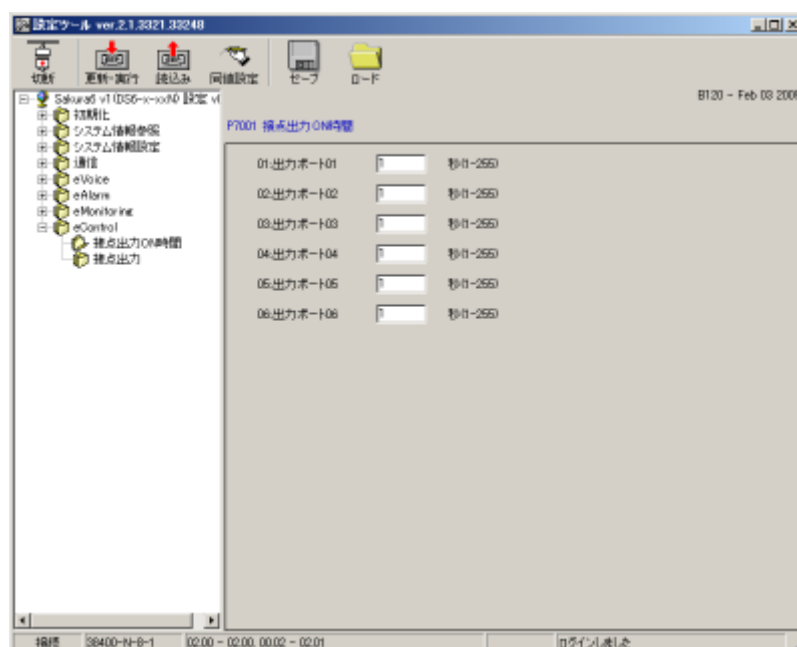 設定ツール ver.2.1.3321.33248
切断 更新・実行 読込み 同値設定 セーブ ロード
Sakura6 v1(DS6-x-xxN) 設定 v
初期化
システム情報参照
システム情報設定
通信
eVoice
eAlarm
eMonitoring
eControl
接点出力ON時間
接点出力
B120 - Feb 03 200
P7001 接点出力ON時間
01:出力ポート01 1 秒(1-255)
02:出力ポート02 1 秒(1-255)
03:出力ポート03 1 秒(1-255)
04:出力ポート04 1 秒(1-255)
05:出力ポート05 1 秒(1-255)
06:出力ポート06 1 秒(1-255)
接続 38400-N-8-1 02.00 - 02.00, 00.02 - 02.01 ログインしました